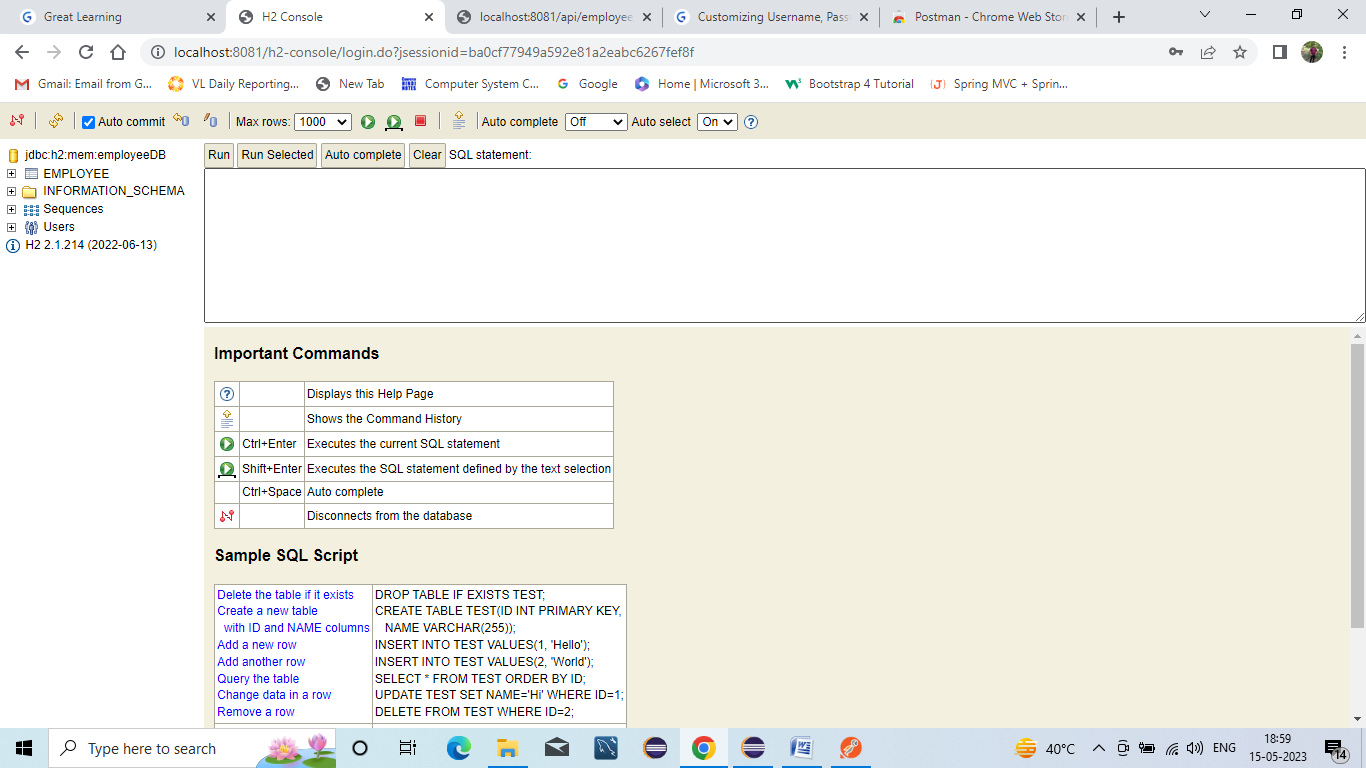 Great Learning
H2 Console
localhost:8081/api/employee
Customizing Username, Pass
Postman - Chrome Web Stor
localhost:8081/h2-console/login.do?jsessionid=ba0cf77949a592e81a2eabc6267fef8f
Gmail: Email from G...
VL Daily Reporting...
New Tab
Computer System C...
Google
Home | Microsoft 3...
Bootstrap 4 Tutorial
Spring MVC + Sprin...
Auto commit
Max rows: 1000
Auto complete Off
Auto select On
jdbc:h2:mem:employeeDB
EMPLOYEE
INFORMATION_SCHEMA
Sequences
Users
H2 2.1.214 (2022-06-13)
Run Run Selected Auto complete Clear SQL statement:
Important Commands
Displays this Help Page
Shows the Command History
Ctrl+Enter Executes the current SQL statement
Shift+Enter Executes the SQL statement defined by the text selection
Ctrl+Space Auto complete
Disconnects from the database
Sample SQL Script
Delete the table if it exists DROP TABLE IF EXISTS TEST;
Create a new table CREATE TABLE TEST(ID INT PRIMARY KEY,
with ID and NAME columns NAME VARCHAR(255));
Add a new row INSERT INTO TEST VALUES(1, 'Hello');
Add another row INSERT INTO TEST VALUES(2, 'World');
Query the table SELECT * FROM TEST ORDER BY ID;
Change data in a row UPDATE TEST SET NAME='Hi' WHERE ID=1;
Remove a row DELETE FROM TEST WHERE ID=2;
Type here to search
40°C
ENG
18:59
15-05-2023
14